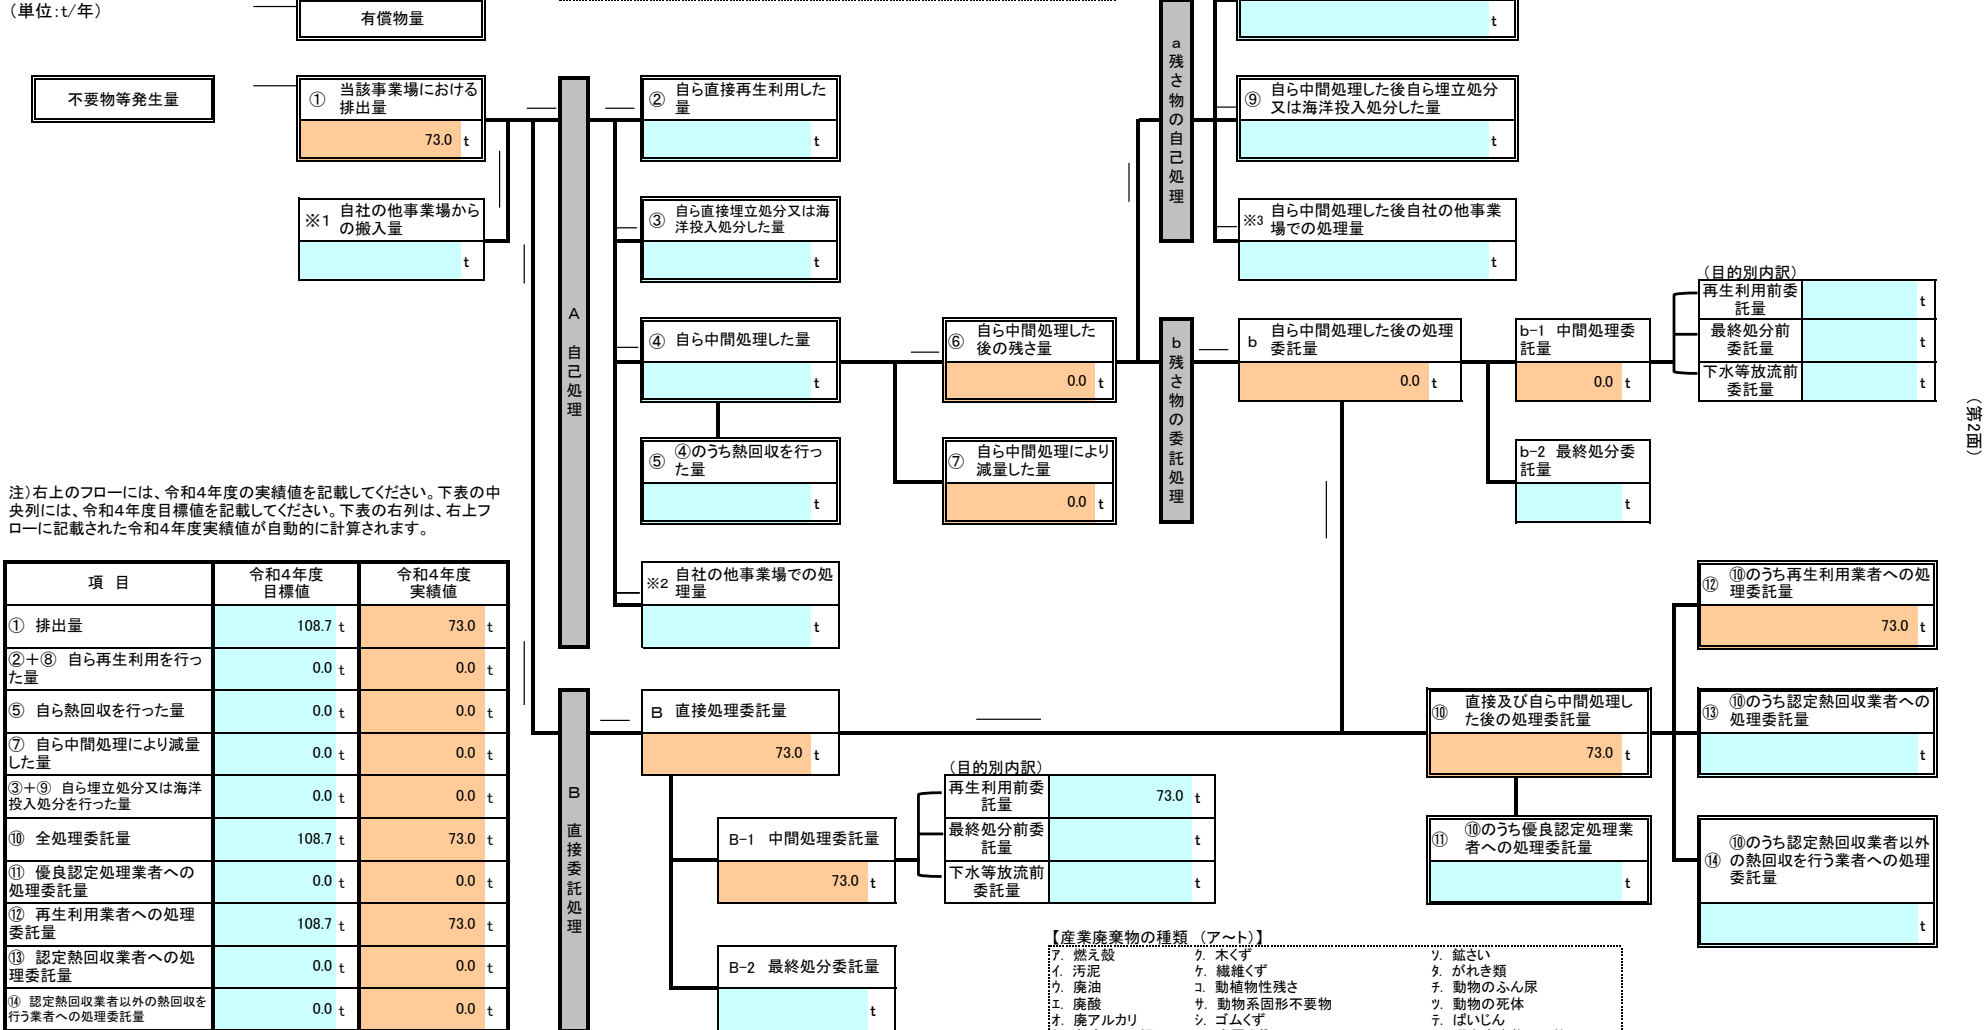 （単位：t/年）
有償物量
t
不要物等発生量
① 当該事業場における
排出量
73.0 t
※1 自社の他事業場から
の搬入量
t
A 自己処理
② 自ら直接再生利用した
量
t
③ 自ら直接埋立処分又は海
洋投入処分した量
t
④ 自ら中間処理した量
t
⑤ ④のうち熱回収を行っ
た量
t
※2 自社の他事業場での処
理量
t
⑥ 自ら中間処理した
後の残さ量
0.0 t
⑦ 自ら中間処理により
減量した量
0.0 t
a 残さ物の自己処理
⑨ 自ら中間処理した後自ら埋立処分
又は海洋投入処分した量
t
※3 自ら中間処理した後自社の他事業
場での処理量
t
b 残さ物の委託処理
b 自ら中間処理した後の処理
委託量
0.0 t
b-1 中間処理委
託量
0.0 t
b-2 最終処分委
託量
t
（目的別内訳）
再生利用前委
託量
t
最終処分前
委託量
t
下水等放流前
委託量
t
（第2面）
注）右上のフローには、令和4年度の実績値を記載してください。下表の中
央列には、令和4年度目標値を記載してください。下表の右列は、右上フ
ローに記載された令和4年度実績値が自動的に計算されます。
項 目 令和4年度 目標値 令和4年度 実績値
① 排出量 108.7 t 73.0 t
②+⑧ 自ら再生利用を行っ
た量 0.0 t 0.0 t
⑤ 自ら熱回収を行った量 0.0 t 0.0 t
⑦ 自ら中間処理により減量
した量 0.0 t 0.0 t
③+⑨ 自ら埋立処分又は海洋
投入処分を行った量 0.0 t 0.0 t
⑩ 全処理委託量 108.7 t 73.0 t
⑪ 優良認定処理業者への
処理委託量 0.0 t 0.0 t
⑫ 再生利用業者への処理
委託量 108.7 t 73.0 t
⑬ 認定熱回収業者への処
理委託量 0.0 t 0.0 t
⑭ 認定熱回収業者以外の熱回収を
行う業者への処理委託量 0.0 t 0.0 t
B 直接委託処理
B 直接処理委託量
73.0 t
B-1 中間処理委託量
73.0 t
B-2 最終処分委託量
t
（目的別内訳）
再生利用前委
託量
73.0 t
最終処分前委
託量
t
下水等放流前
委託量
t
⑩ 直接及び自ら中間処理し
た後の処理委託量
73.0 t
⑪ ⑩のうち優良認定処理業
者への処理委託量
t
⑫ ⑩のうち再生利用業者への処
理委託量
73.0 t
⑬ ⑩のうち認定熱回収業者への
処理委託量
t
⑭ ⑩のうち認定熱回収業者以外
の熱回収を行う業者への処理
委託量
t
【産業廃棄物の種類 （ア～ト）】
ア. 燃え殻 ク. 木くず ソ. 鉱さい
イ. 汚泥 ケ. 繊維くず タ. がれき類
ウ. 廃油 コ. 動植物性残さ チ. 動物のふん尿
エ. 廃酸 サ. 動物系固形不要物 ツ. 動物の死体
オ. 廃アルカリ シ. ゴムくず テ. ばいじん